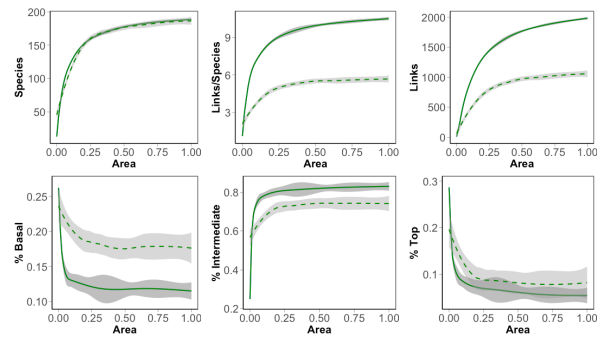 200
150
100
50
Species
0.00 0.25 0.50 0.75 1.00
Area
9
6
3
Links/Species
0.00 0.25 0.50 0.75 1.00
Area
2000
1500
1000
500
0
Links
0.00 0.25 0.50 0.75 1.00
Area
0.25
0.20
0.15
0.10
% Basal
0.00 0.25 0.50 0.75 1.00
Area
0.8
0.6
0.4
0.2
% Intermediate
0.00 0.25 0.50 0.75 1.00
Area
0.3
0.2
0.1
% Top
0.00 0.25 0.50 0.75 1.00
Area